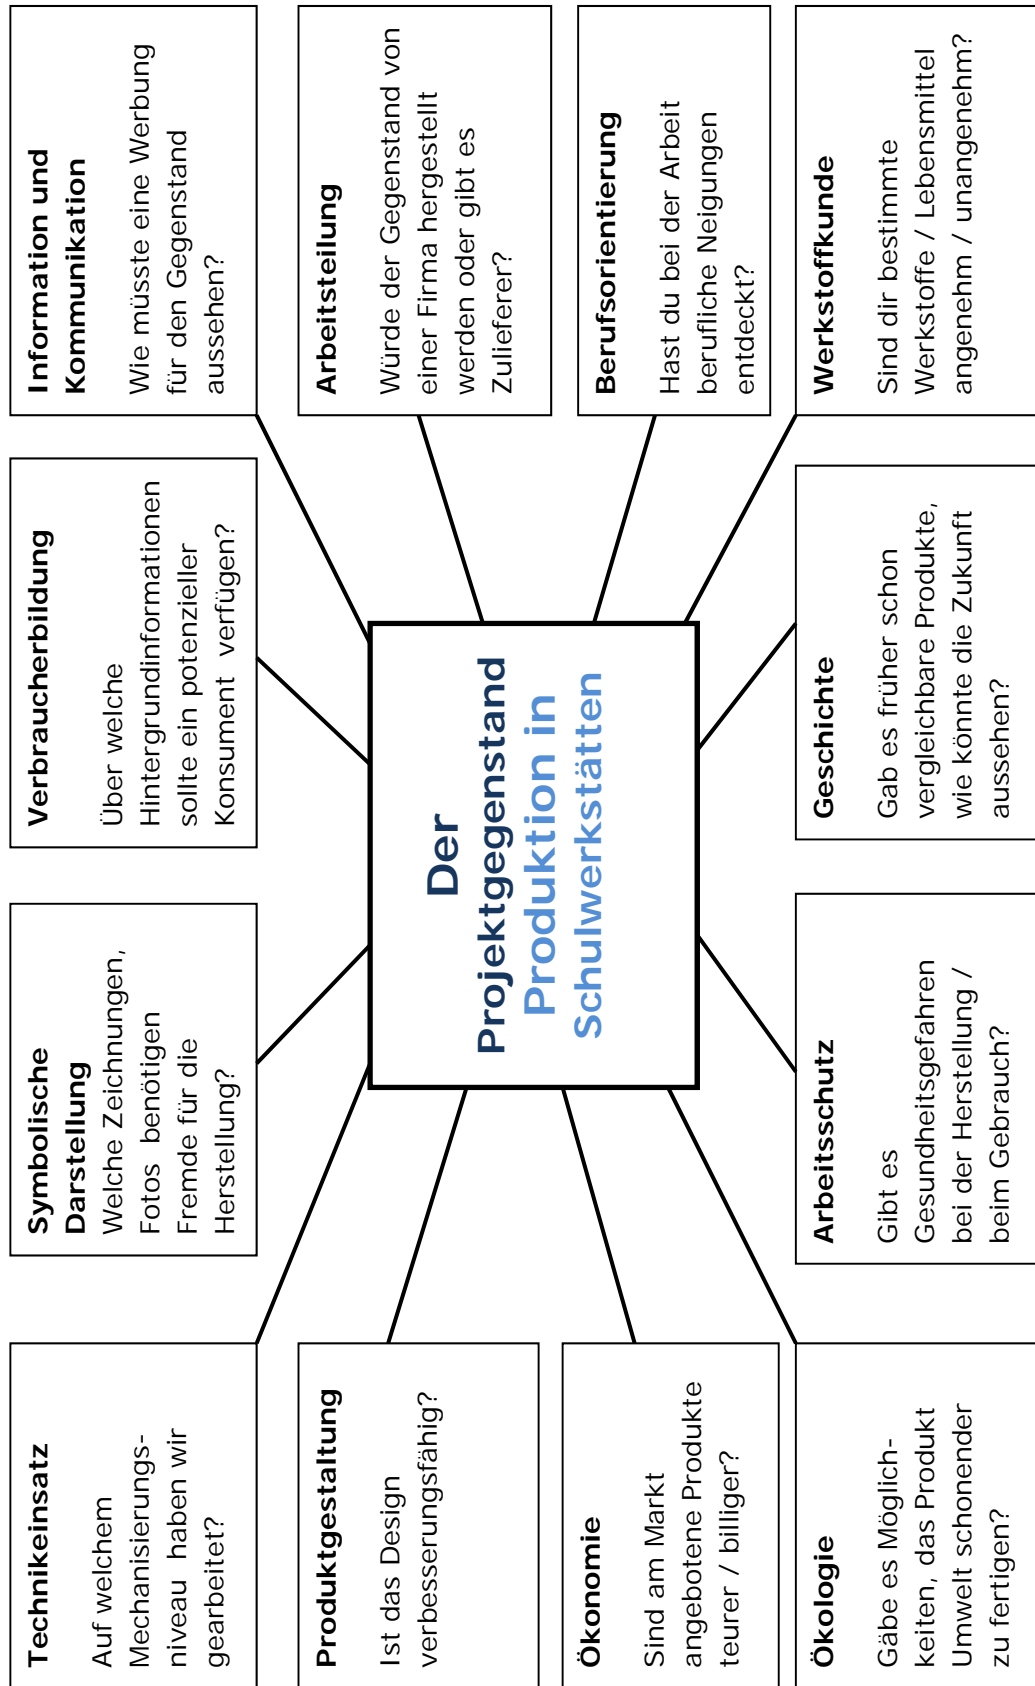 Technikeinsatz
Auf welchem
Mechanisierungs-
niveau haben wir
gearbeitet?
Symbolische
Darstellung
Welche Zeichnungen,
Fotos benötigen
Fremde für die
Herstellung?
Verbraucherbildung
Über welche
Hintergrundinformationen
sollte ein potenzieller
Konsument verfügen?
Information und
Kommunikation
Wie müsste eine Werbung
für den Gegenstand
aussehen?
Produktgestaltung
Ist das Design
verbesserungsfähig?
Der
Projektgegenstand
Produktion in
Schulwerkstätten
Arbeitsteilung
Würde der Gegenstand von
einer Firma hergestellt
werden oder gibt es
Zulieferer?
Ökonomie
Sind am Markt
angebotene Produkte
teurer / billiger?
Berufsorientierung
Hast du bei der Arbeit
berufliche Neigungen
entdeckt?
Ökologie
Gäbe es Möglich-
keiten, das Produkt
Umwelt schonender
zu fertigen?
Arbeitsschutz
Gibt es
Gesundheitsgefahren
bei der Herstellung /
beim Gebrauch?
Geschichte
Gab es früher schon
vergleichbare Produkte,
wie könnte die Zukunft
aussehen?
Werkstoffkunde
Sind dir bestimmte
Werkstoffe / Lebensmittel
angenehm / unangenehm?